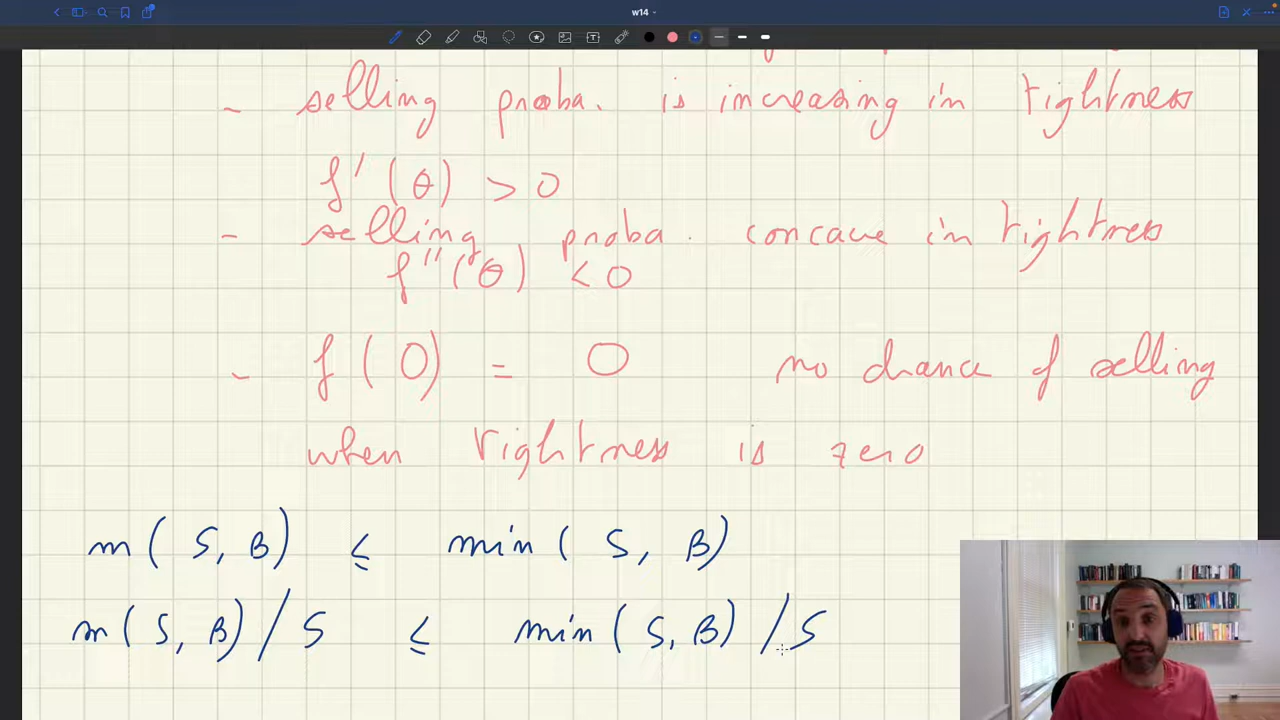 w14
- selling proba. is increasing in tightness
f'(θ) > 0
- selling proba. concave in tightness
f''(θ) < 0
- f(0) = 0 no chance of selling
when tightness is zero
m(S, B) ≤ min(S, B)
m(S, B)/S ≤ min(S, B)/S